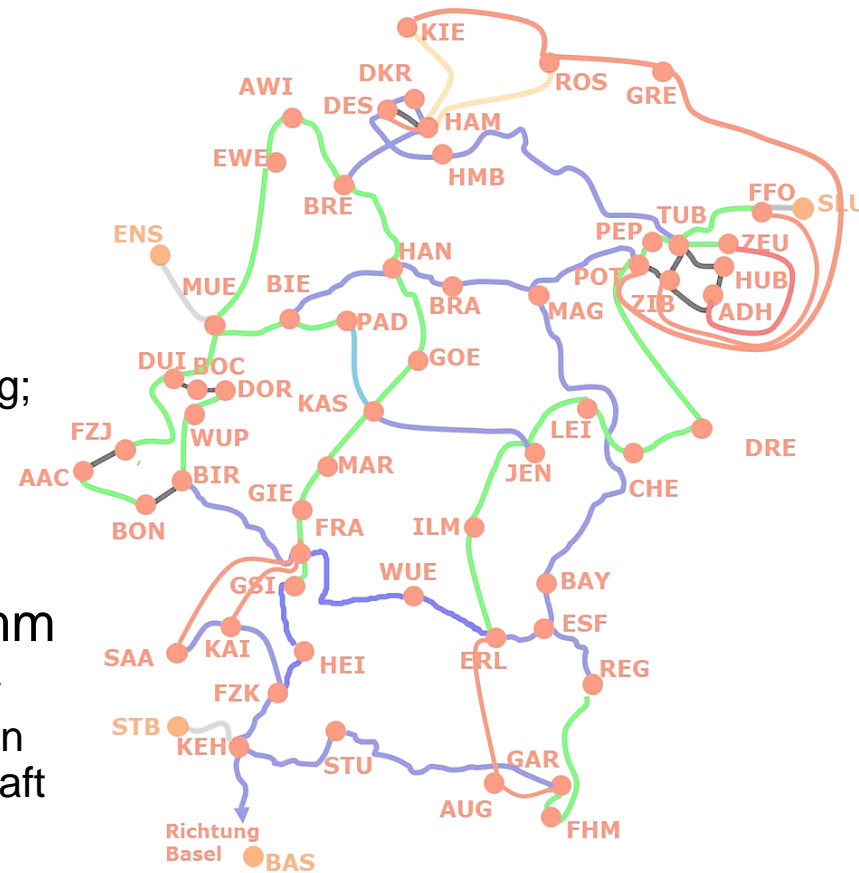 KIE
ROS
DKR
GRE
AWI
DES
HAM
EWE
HMB
BRE
FFO
SLU
TUB
ENS
PEP
ZEU
HAN
POT
HUB
MUE
BIE
BRA
ZIB
MAG
ADH
PAD
DUI
BOC
GOE
g;
DOR
KAS
WUP
LEI
FZJ
DRE
MAR
JEN
AAC
BIR
CHE
GIE
BON
FRA
ILM
WUE
BAY
GSI
hm
ESF
SAA
KAI
HEI
ERL
REG
FZK
n
STB
KEH
STU
GAR
aft
AUG
FHM
Richtung
Basel
BAS